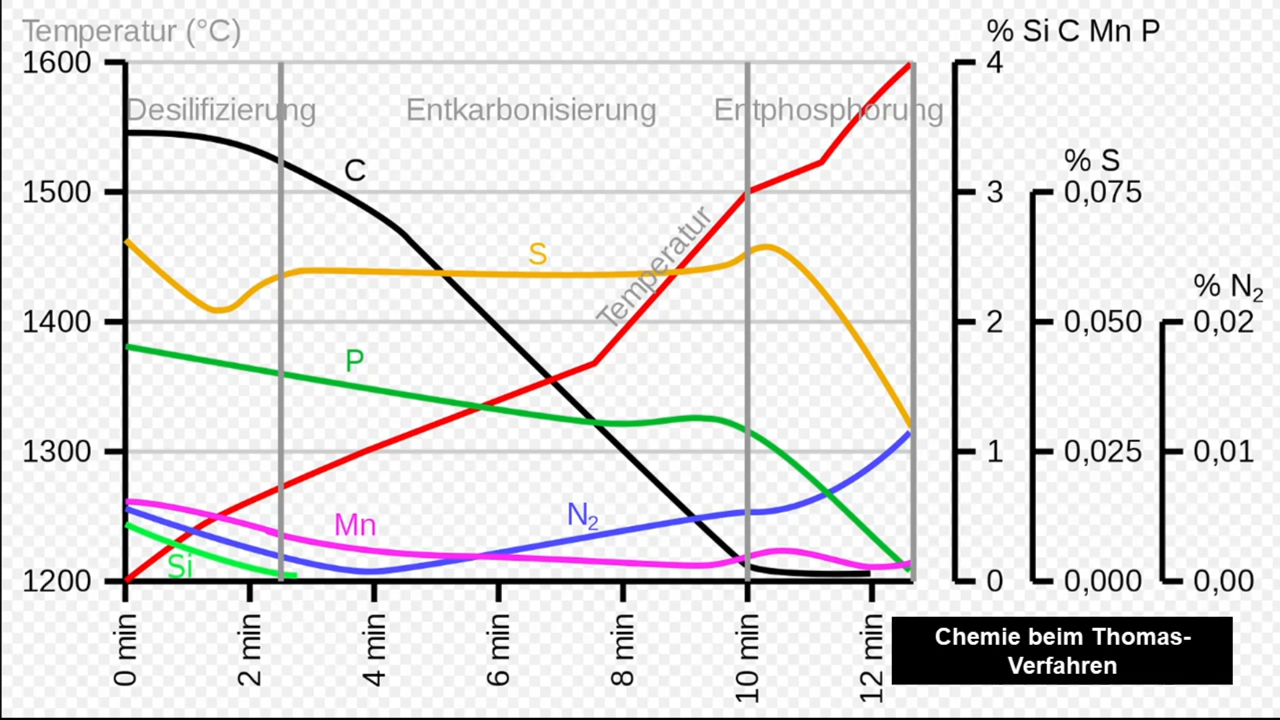 Temperatur (°C)
% Si C Mn P
1600
4
Desilifizierung
Entkarbonisierung
Entphosphorung
C
% S
1500
3
0,075
Temperatur
S
% N₂
1400
2
0,050
0,02
P
1300
1
0,025
0,01
Mn
N₂
Si
1200
0
0,000
0,00
0 min
2 min
4 min
6 min
8 min
10 min
12 min
Chemie beim Thomas-
Verfahren